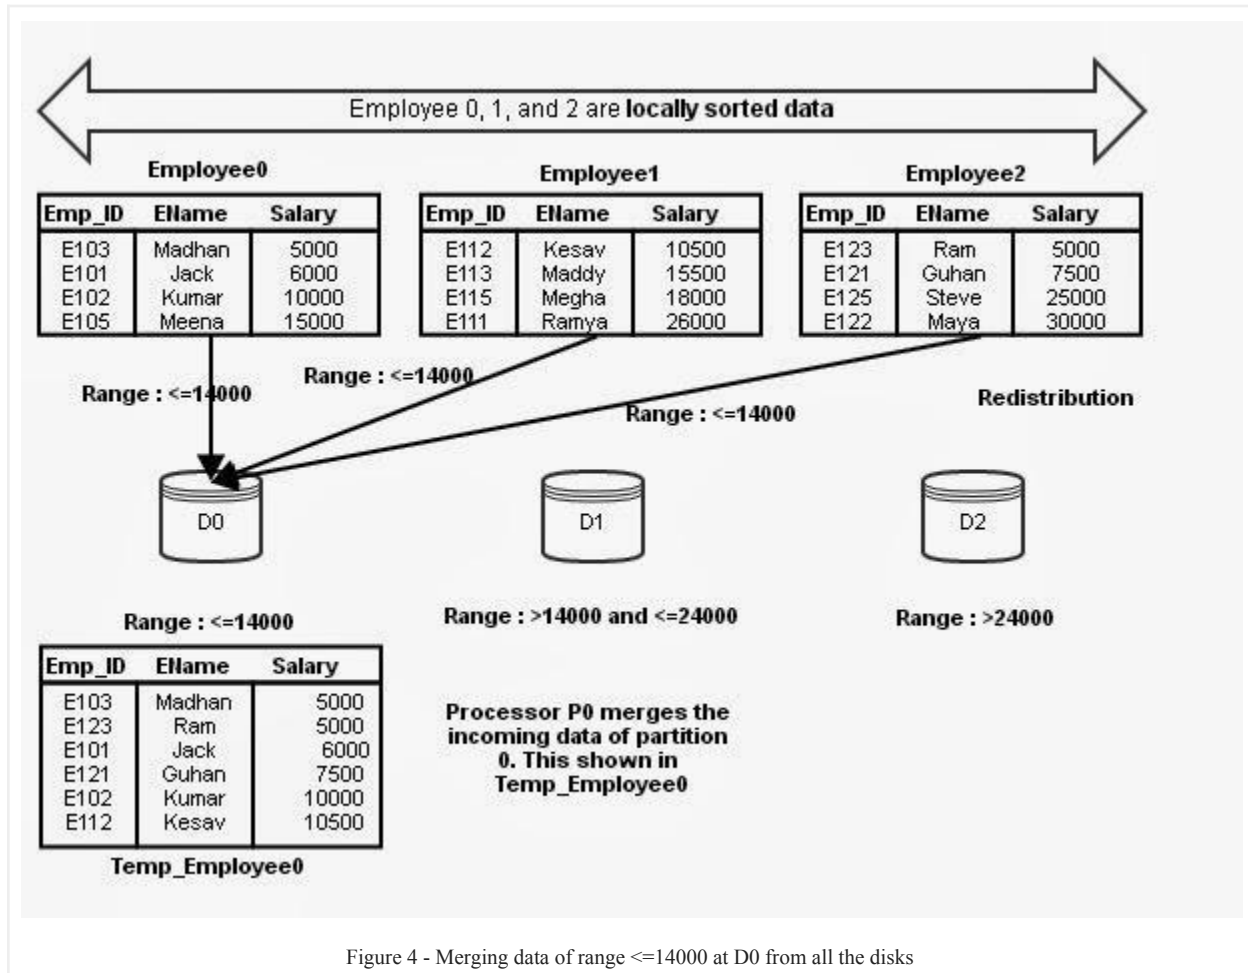 Employee 0, 1, and 2 are locally sorted data
Employee0
Emp_ID EName Salary
E103 Madhan 5000
E101 Jack 6000
E102 Kumar 10000
E105 Meena 15000
Employee1
Emp_ID EName Salary
E112 Kesav 10500
E113 Maddy 15500
E115 Megha 18000
E111 Ramya 26000
Employee2
Emp_ID EName Salary
E123 Ram 5000
E121 Guhan 7500
E125 Steve 25000
E122 Maya 30000
Range : <=14000
Range : <=14000
Range : <=14000
Redistribution
D0
D1
D2
Range : <=14000
Range : >14000 and <=24000
Range : >24000
Emp_ID EName Salary
E103 Madhan 5000
E123 Ram 5000
E101 Jack 6000
E121 Guhan 7500
E102 Kumar 10000
E112 Kesav 10500
Temp_Employee0
Processor P0 merges the
incoming data of partition
0. This shown in
Temp_Employee0
Figure 4 - Merging data of range <=14000 at D0 from all the disks